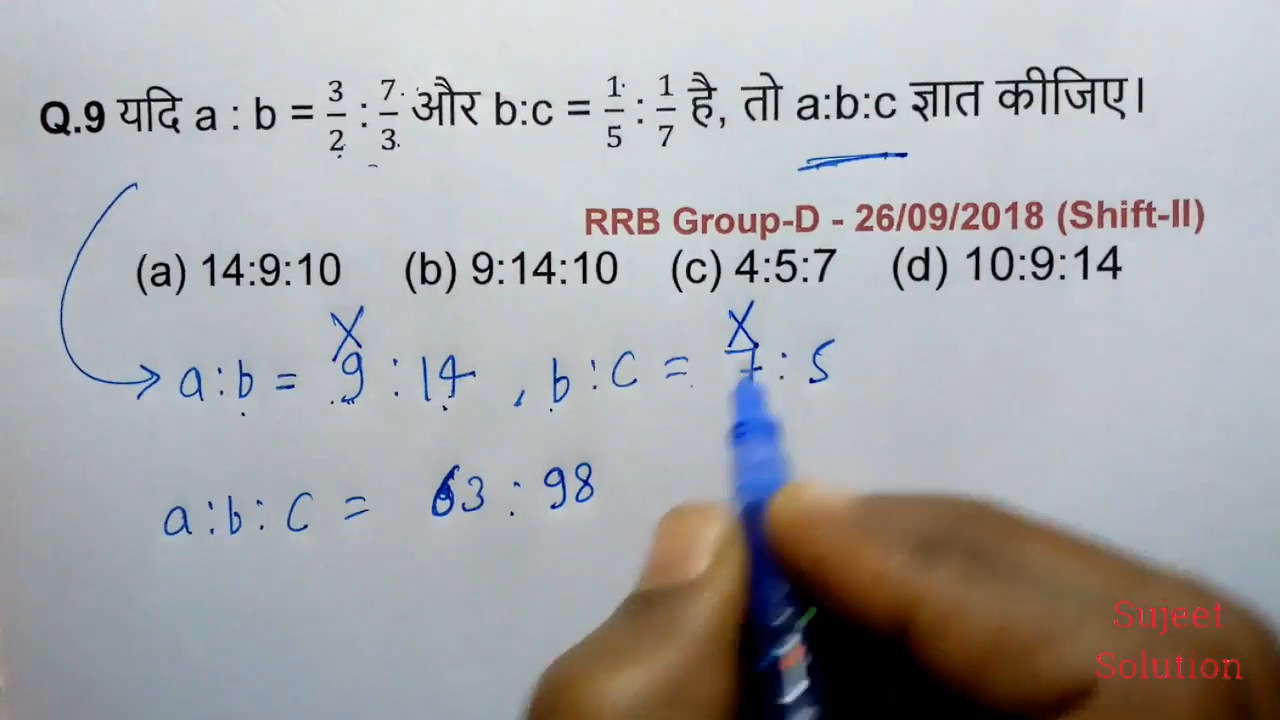 Q.9 यदि a : b = 3/2 : 7/3 और b:c = 1/5 : 1/7 है, तो a:b:c ज्ञात कीजिए।
RRB Group-D - 26/09/2018 (Shift-II)
(a) 14:9:10 (b) 9:14:10 (c) 4:5:7 (d) 10:9:14
a:b = 9:14, b:c = 7:5
a:b:c = 63:98
Sujeet
Solution